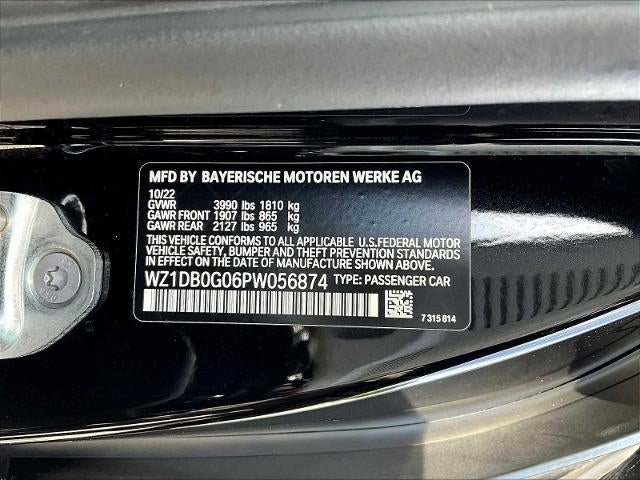 MFD BY BAYERISCHE MOTOREN WERKE AG
10/22
GVWR 3990 lbs 1810 kg
GAWR FRONT 1907 lbs 865 kg
GAWR REAR 2127 lbs 965 kg
THIS VEHICLE CONFORMS TO ALL APPLICABLE U.S.FEDERAL MOTOR
VEHICLE SAFETY, BUMPER, AND THEFT PREVENTION STANDARDS
IN EFFECT ON THE DATE OF MANUFACTURE SHOWN ABOVE.
WZ1DB0G06PW056874 TYPE: PASSENGER CAR
7 315 814